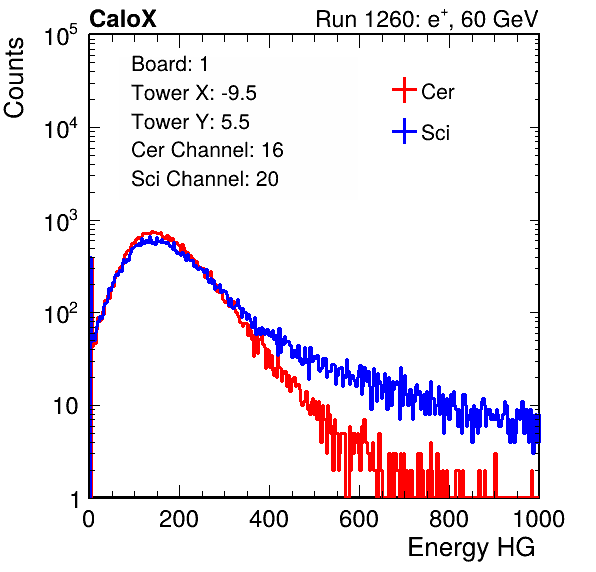 CaloX Run 1260: e⁺, 60 GeV
Board: 1
Tower X: -9.5
Tower Y: 5.5
Cer Channel: 16
Sci Channel: 20
Cer
Sci
Counts
10⁵
10⁴
10³
10²
10
1
0 200 400 600 800 1000
Energy HG